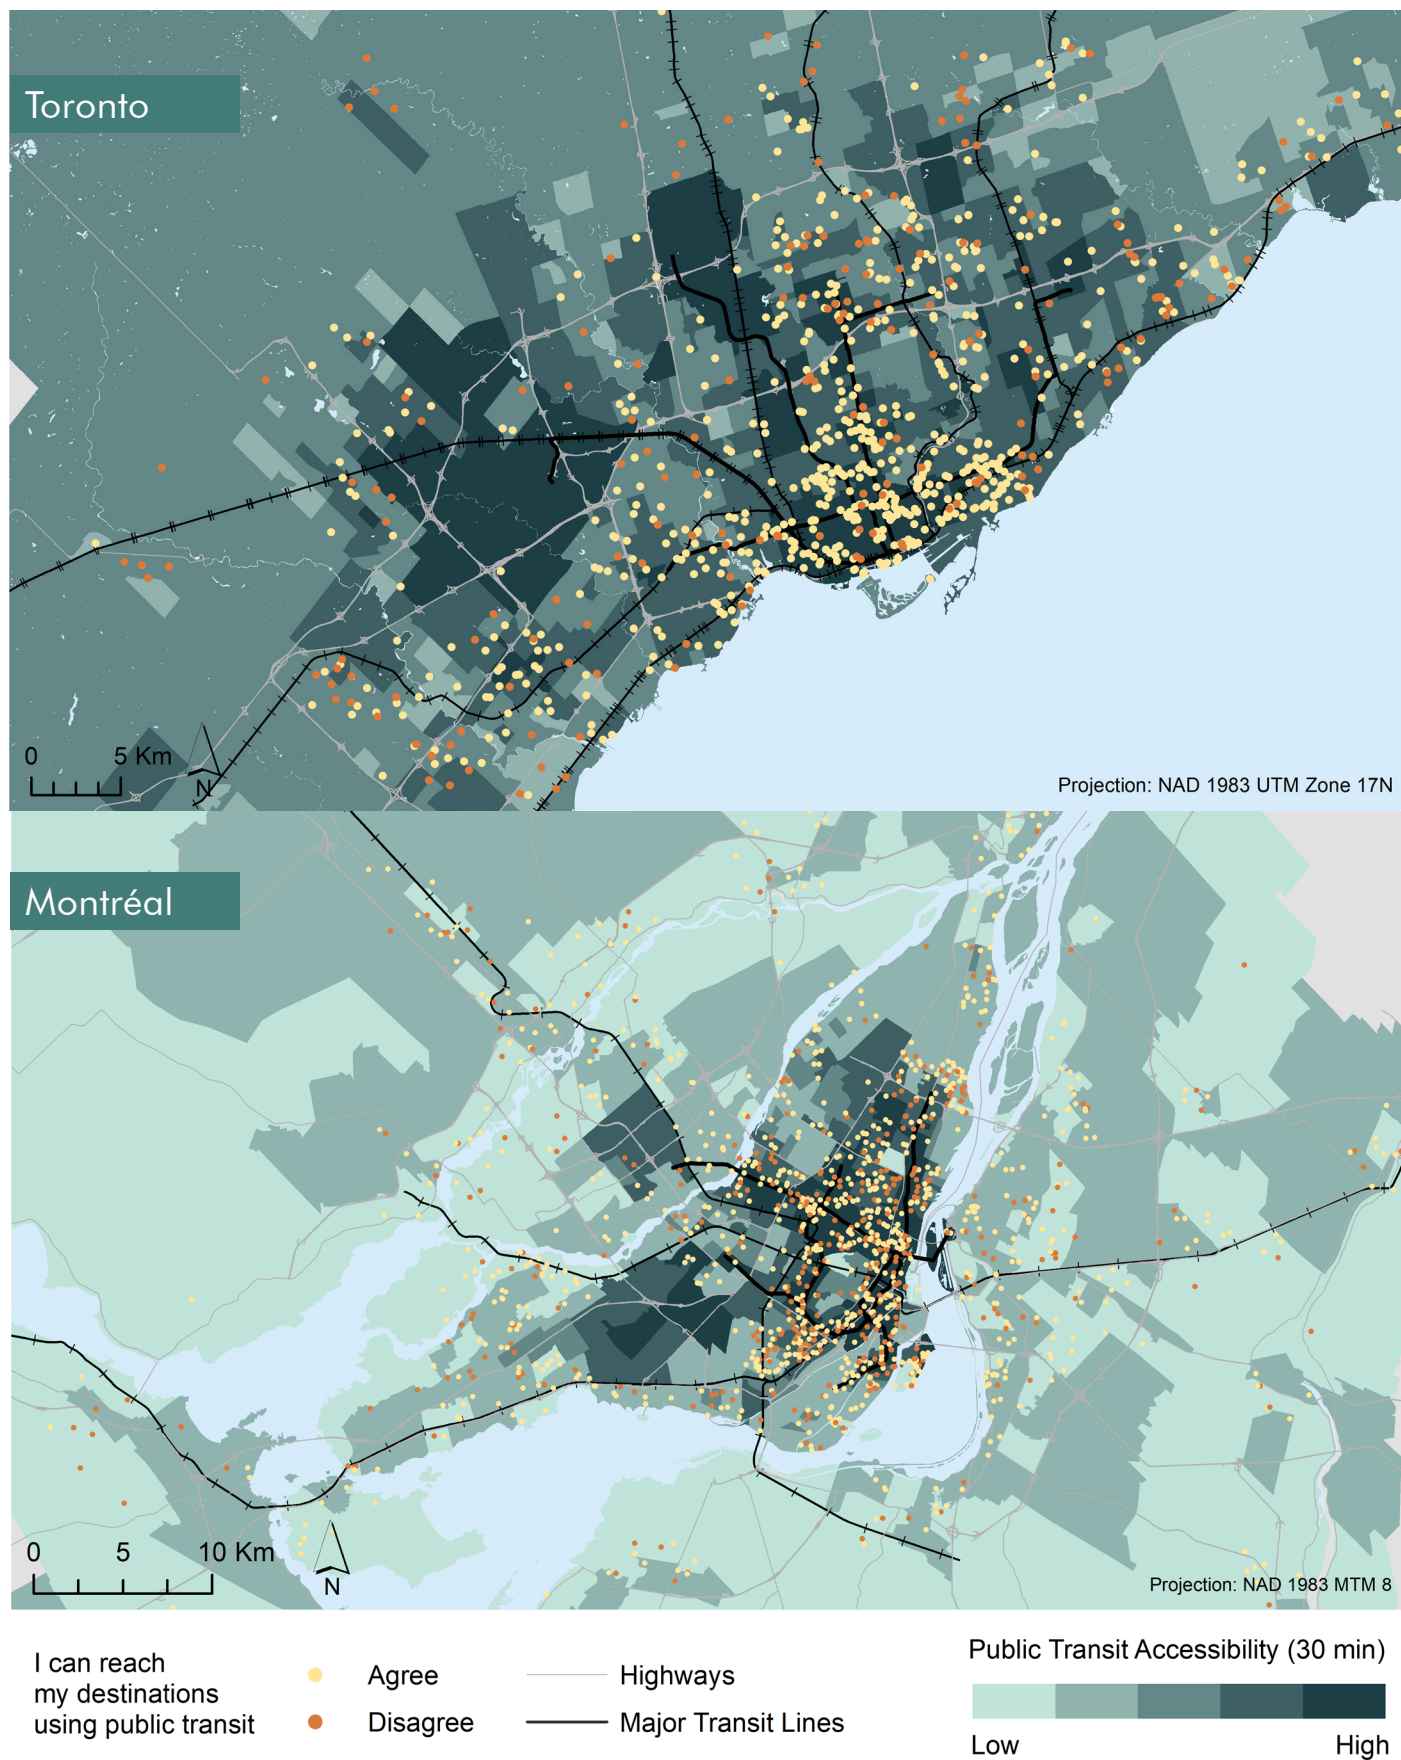 Toronto
0 5 Km
N
Projection: NAD 1983 UTM Zone 17N
Montréal
0 5 10 Km
N
Projection: NAD 1983 MTM 8
I can reach
my destinations
using public transit
Agree
Disagree
Highways
Major Transit Lines
Public Transit Accessibility (30 min)
Low High